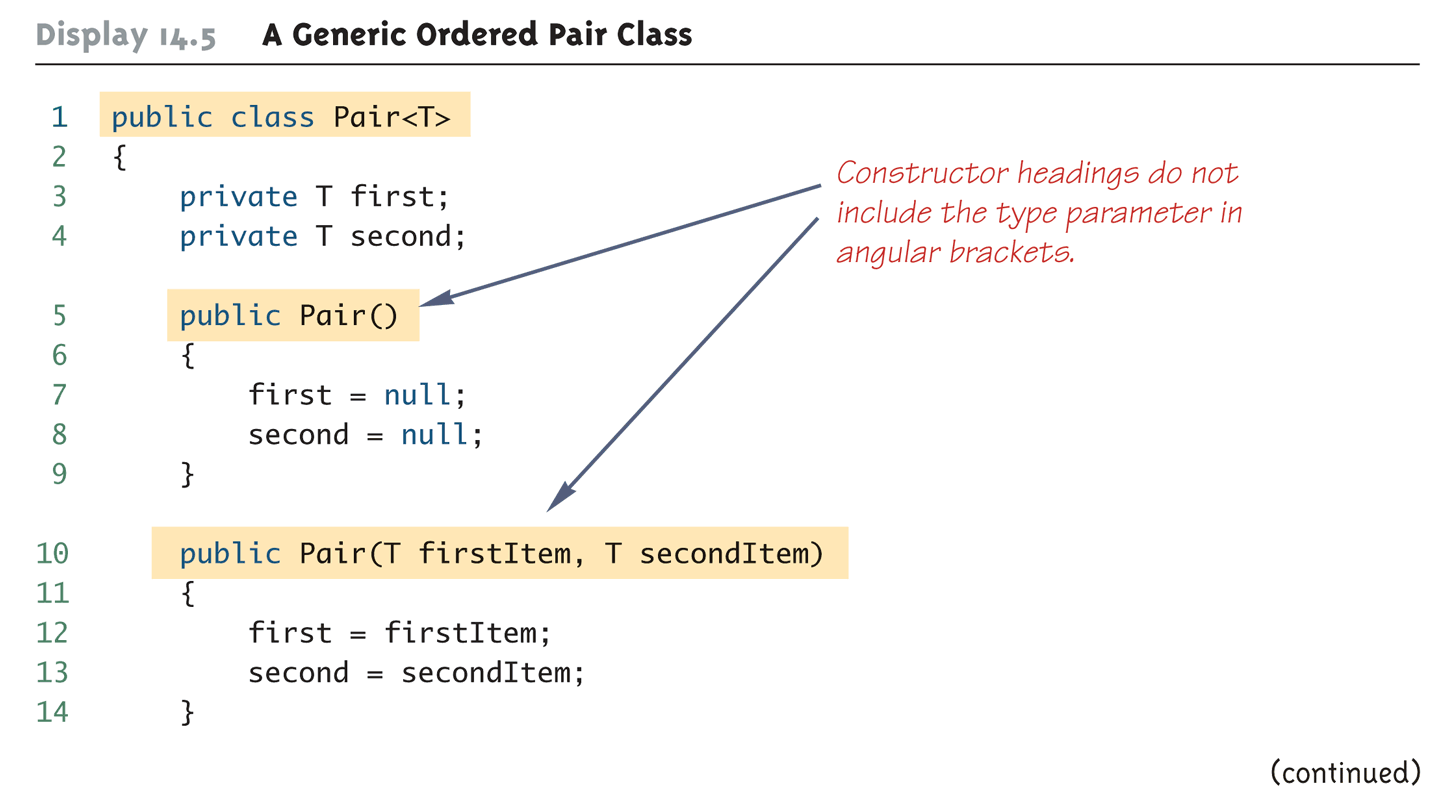 Display 14.5 A Generic Ordered Pair Class
1 public class Pair<T>
2 {
3 private T first;
4 private T second;
Constructor headings do not
include the type parameter in
angular brackets.
5 public Pair()
6 {
7 first = null;
8 second = null;
9 }
10 public Pair(T firstItem, T secondItem)
11 {
12 first = firstItem;
13 second = secondItem;
14 }
(continued)